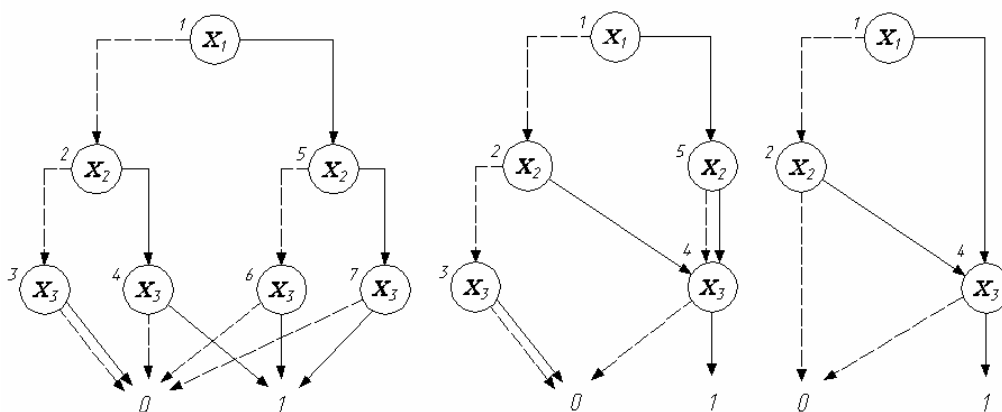 1 X₁ 1 X₁ 1 X₁
2 X₂ 5 X₂ 2 X₂ 5 X₂ 2 X₂
3 X₃ 4 X₃ 6 X₃ 7 X₃ 3 X₃ 4 X₃ 4 X₃
0 1 0 1 0 1